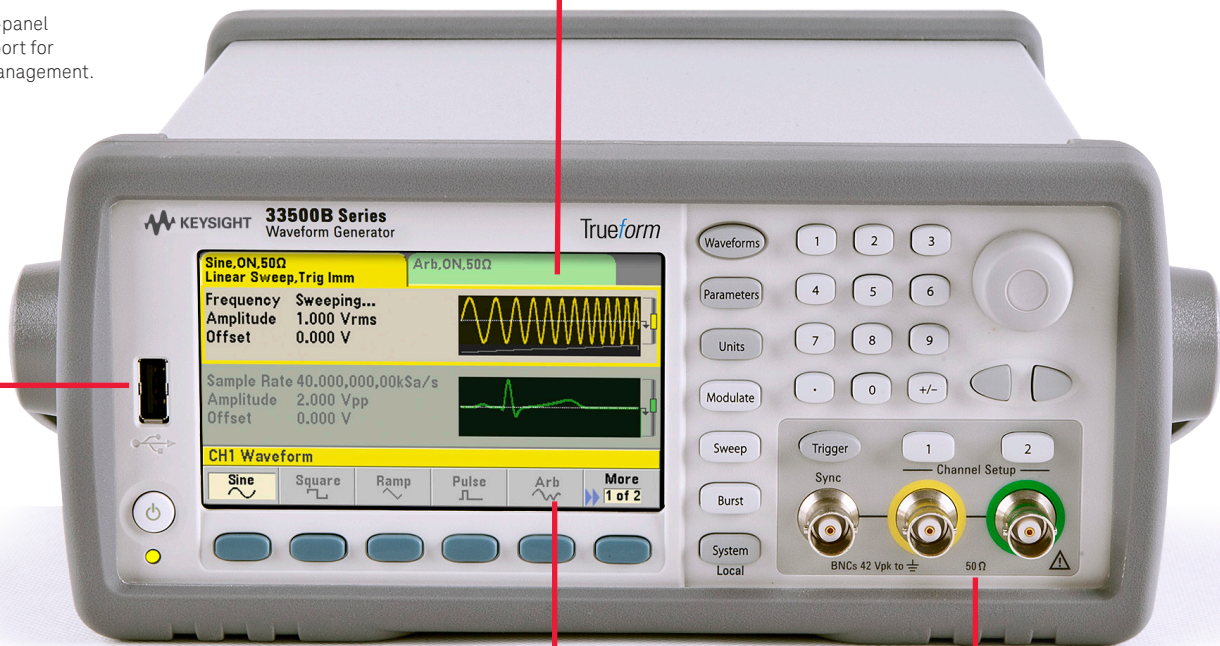 -panel
ort for
anagement.
KEYSIGHT
33500B Series
Waveform Generator
Trueform
Sine,ON,50Ω
Linear Sweep,Trig Imm
Arb,ON,50Ω
Frequency Sweeping...
Amplitude 1.000 Vrms
Offset 0.000 V
Sample Rate 40.000,000,00kSa/s
Amplitude 2.000 Vpp
Offset 0.000 V
CH1 Waveform
Sine Square Ramp Pulse Arb More
1 of 2
Waveforms
Parameters
Units
Modulate
Sweep
Burst
System
Local
1 2 3
4 5 6
7 8 9
. 0 +/-
Trigger 1 2
Channel Setup
Sync
BNCs 42 Vpk to 50 Ω